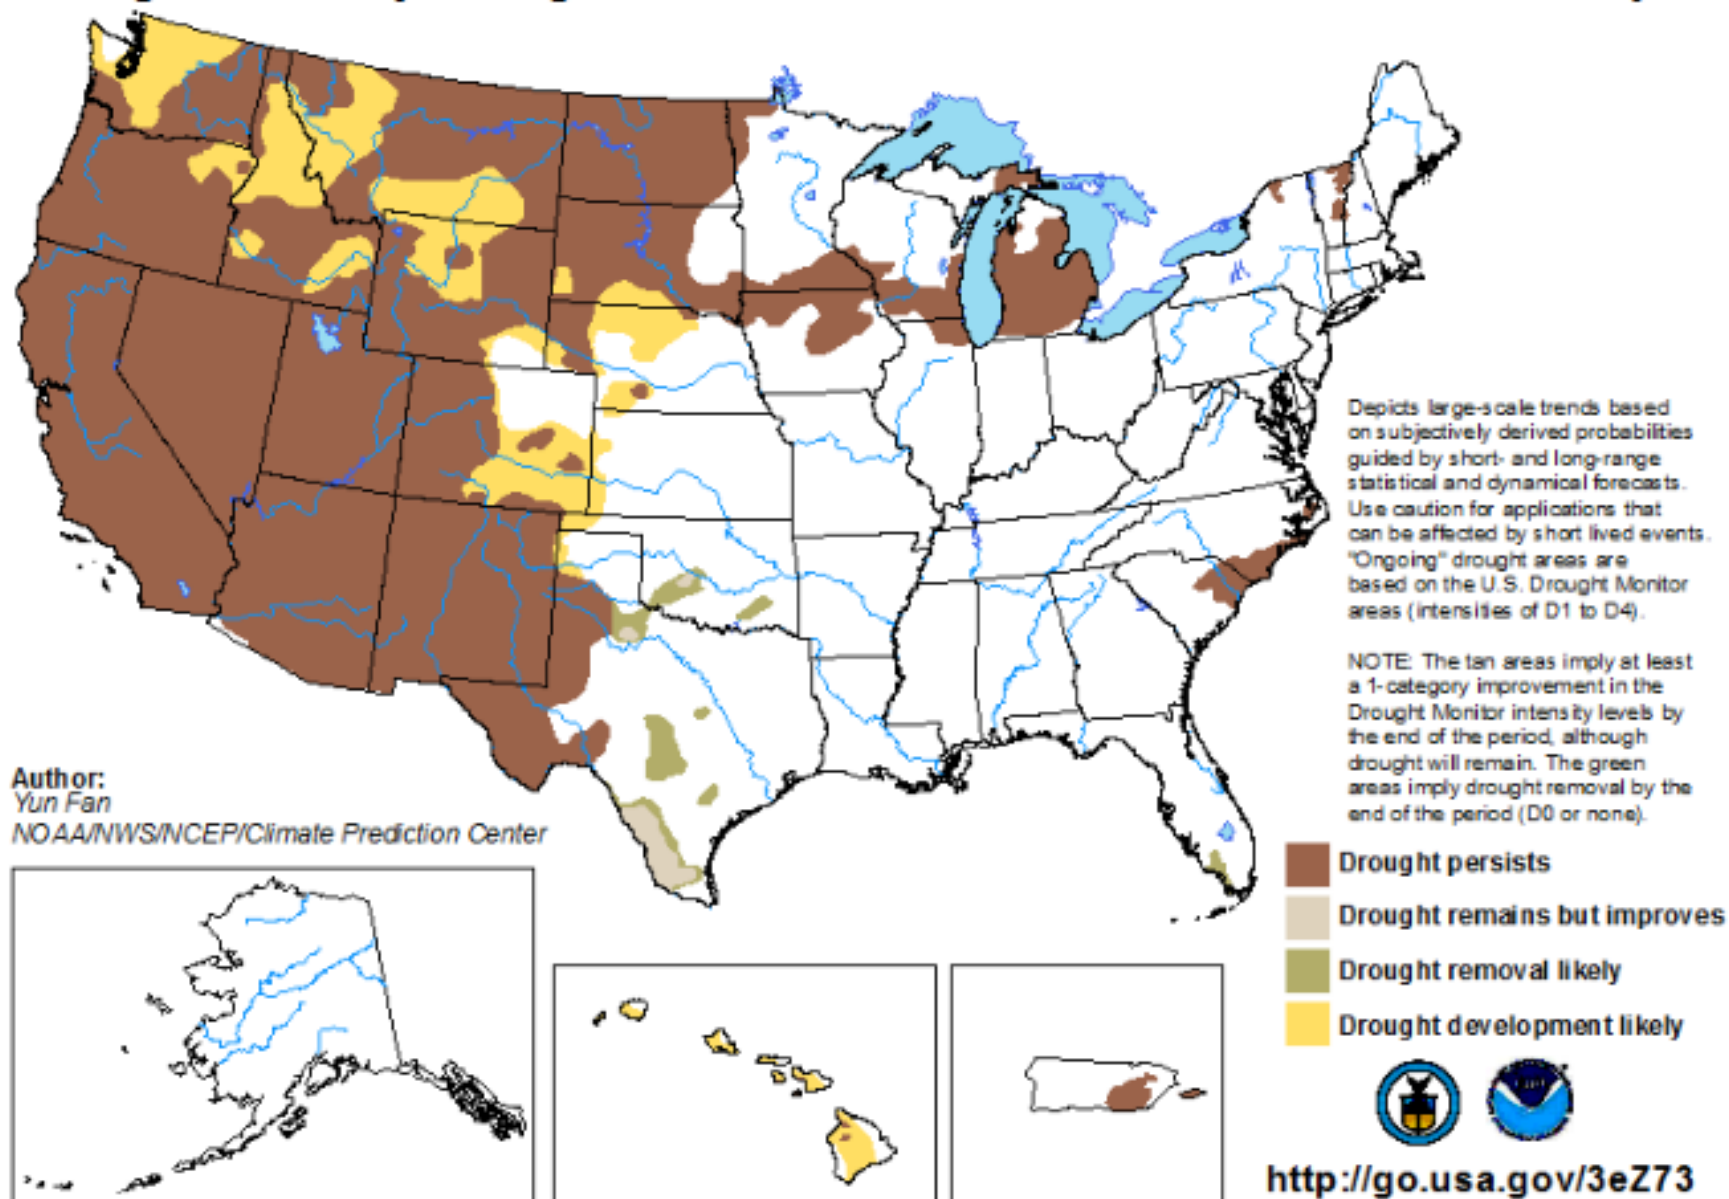 Depicts large-scale trends based
on subjectively derived probabilities
guided by short- and long-range
statistical and dynamical forecasts.
Use caution for applications that
can be affected by short lived events.
"Ongoing" drought areas are
based on the U.S. Drought Monitor
areas (intensities of D1 to D4).
NOTE: The tan areas imply at least
a 1-category improvement in the
Drought Monitor intensity levels by
the end of the period, although
drought will remain. The green
areas imply drought removal by the
end of the period (D0 or none).
Author:
Yun Fan
NOAA/NWS/NCEP/Climate Prediction Center
Drought persists
Drought remains but improves
Drought removal likely
Drought development likely
http://go.usa.gov/3eZ73